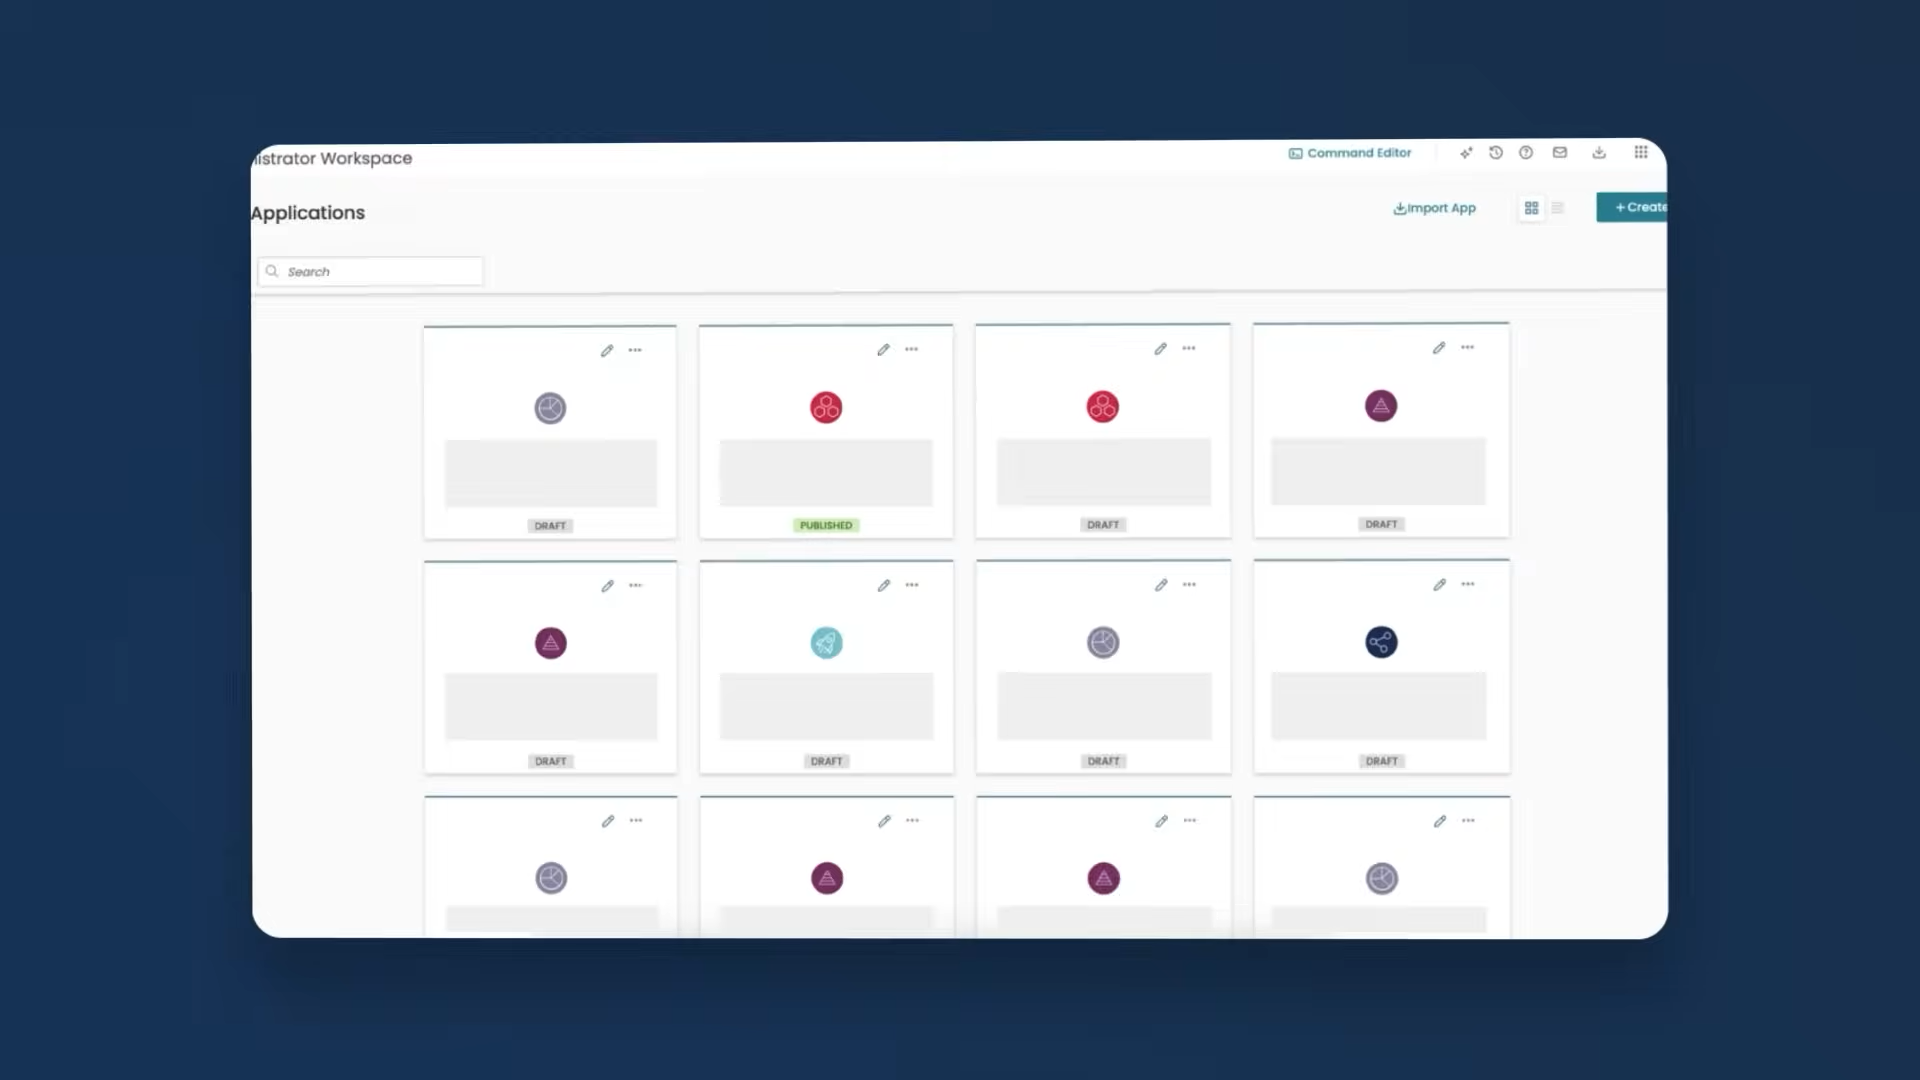 istrator Workspace
Command Editor
Applications
Import App
+ Create
Search
DRAFT
PUBLISHED
DRAFT
DRAFT
DRAFT
DRAFT
DRAFT
DRAFT